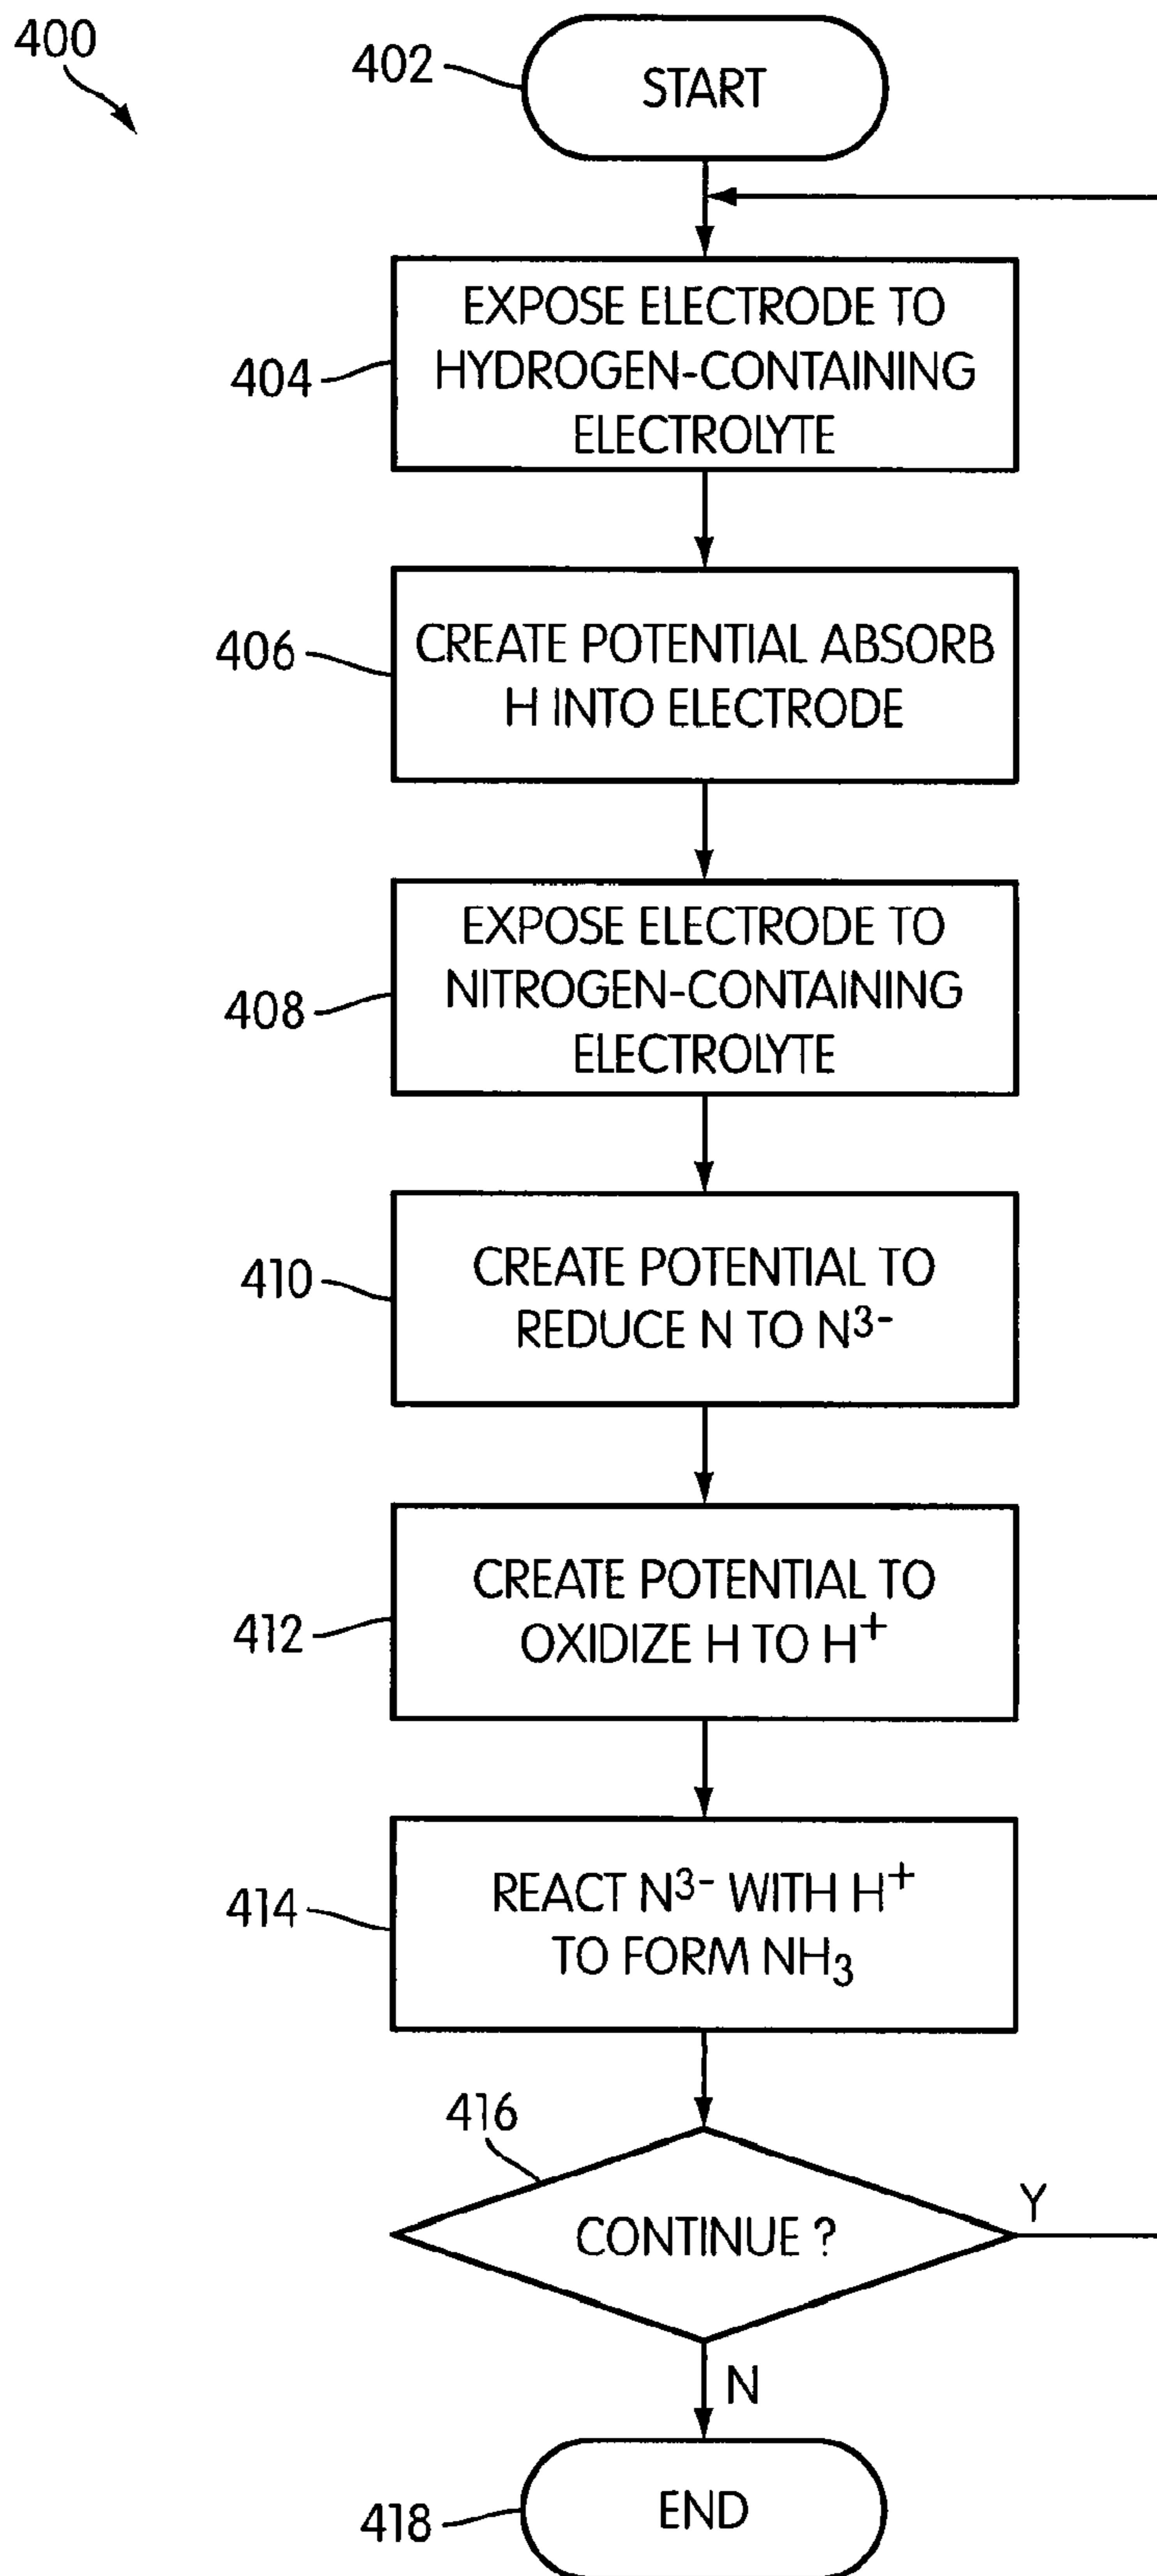 400
402
START
404
EXPOSE ELECTRODE TO
HYDROGEN-CONTAINING
ELECTROLYTE
406
CREATE POTENTIAL ABSORB
H INTO ELECTRODE
408
EXPOSE ELECTRODE TO
NITROGEN-CONTAINING
ELECTROLYTE
410
CREATE POTENTIAL TO
REDUCE N TO N³⁻
412
CREATE POTENTIAL TO
OXIDIZE H TO H⁺
414
REACT N³⁻ WITH H⁺
TO FORM NH₃
416
CONTINUE ?
Y
N
418
END